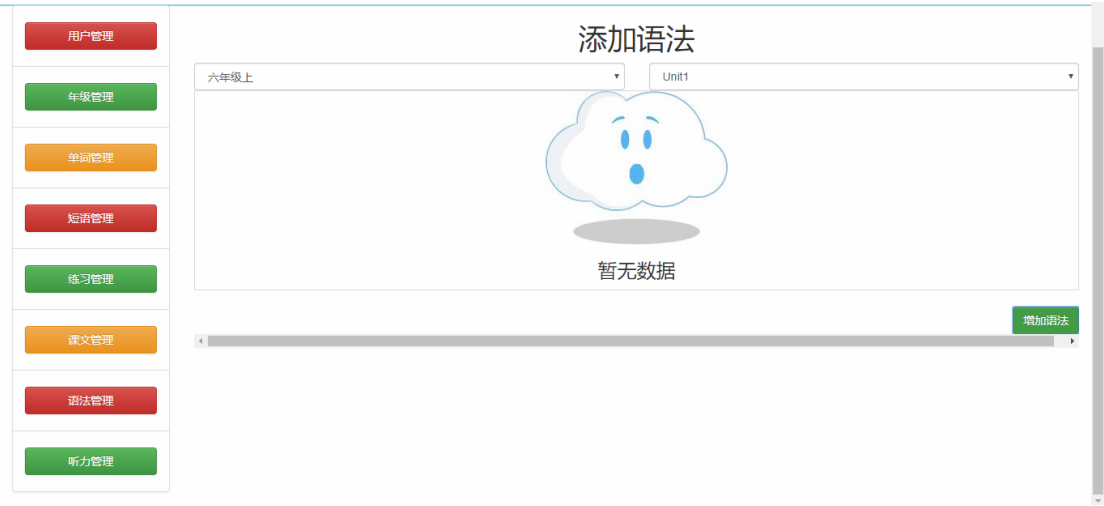 用户管理
年级管理
单词管理
短语管理
练习管理
课文管理
语法管理
听力管理
添加语法
六年级上
Unit1
暂无数据
增加语法